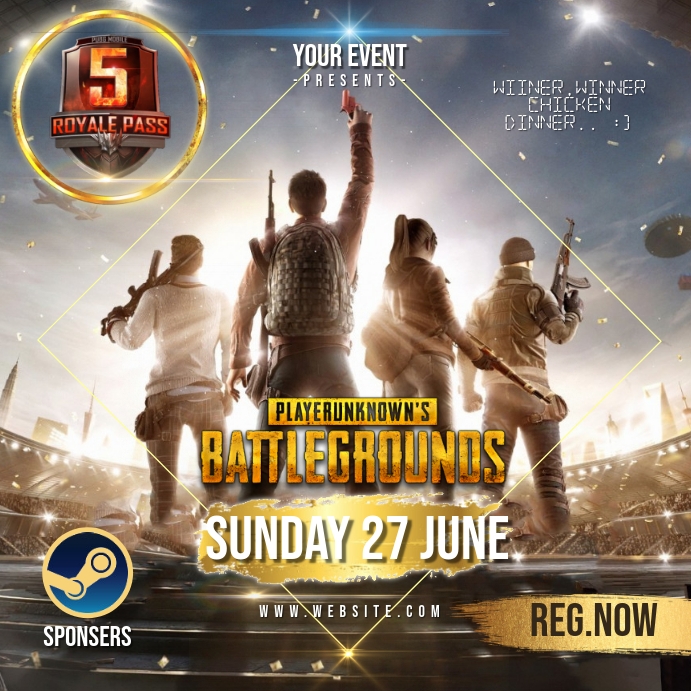 PUBG MOBILE
5
ROYALE PASS
YOUR EVENT
-PRESENTS-
WIINER,WINNER
CHICKEN
DINNER.. :)
PLAYERUNKNOWN'S
BATTLEGROUNDS
SUNDAY 27 JUNE
WWW.WEBSITE.COM
SPONSERS
REG.NOW